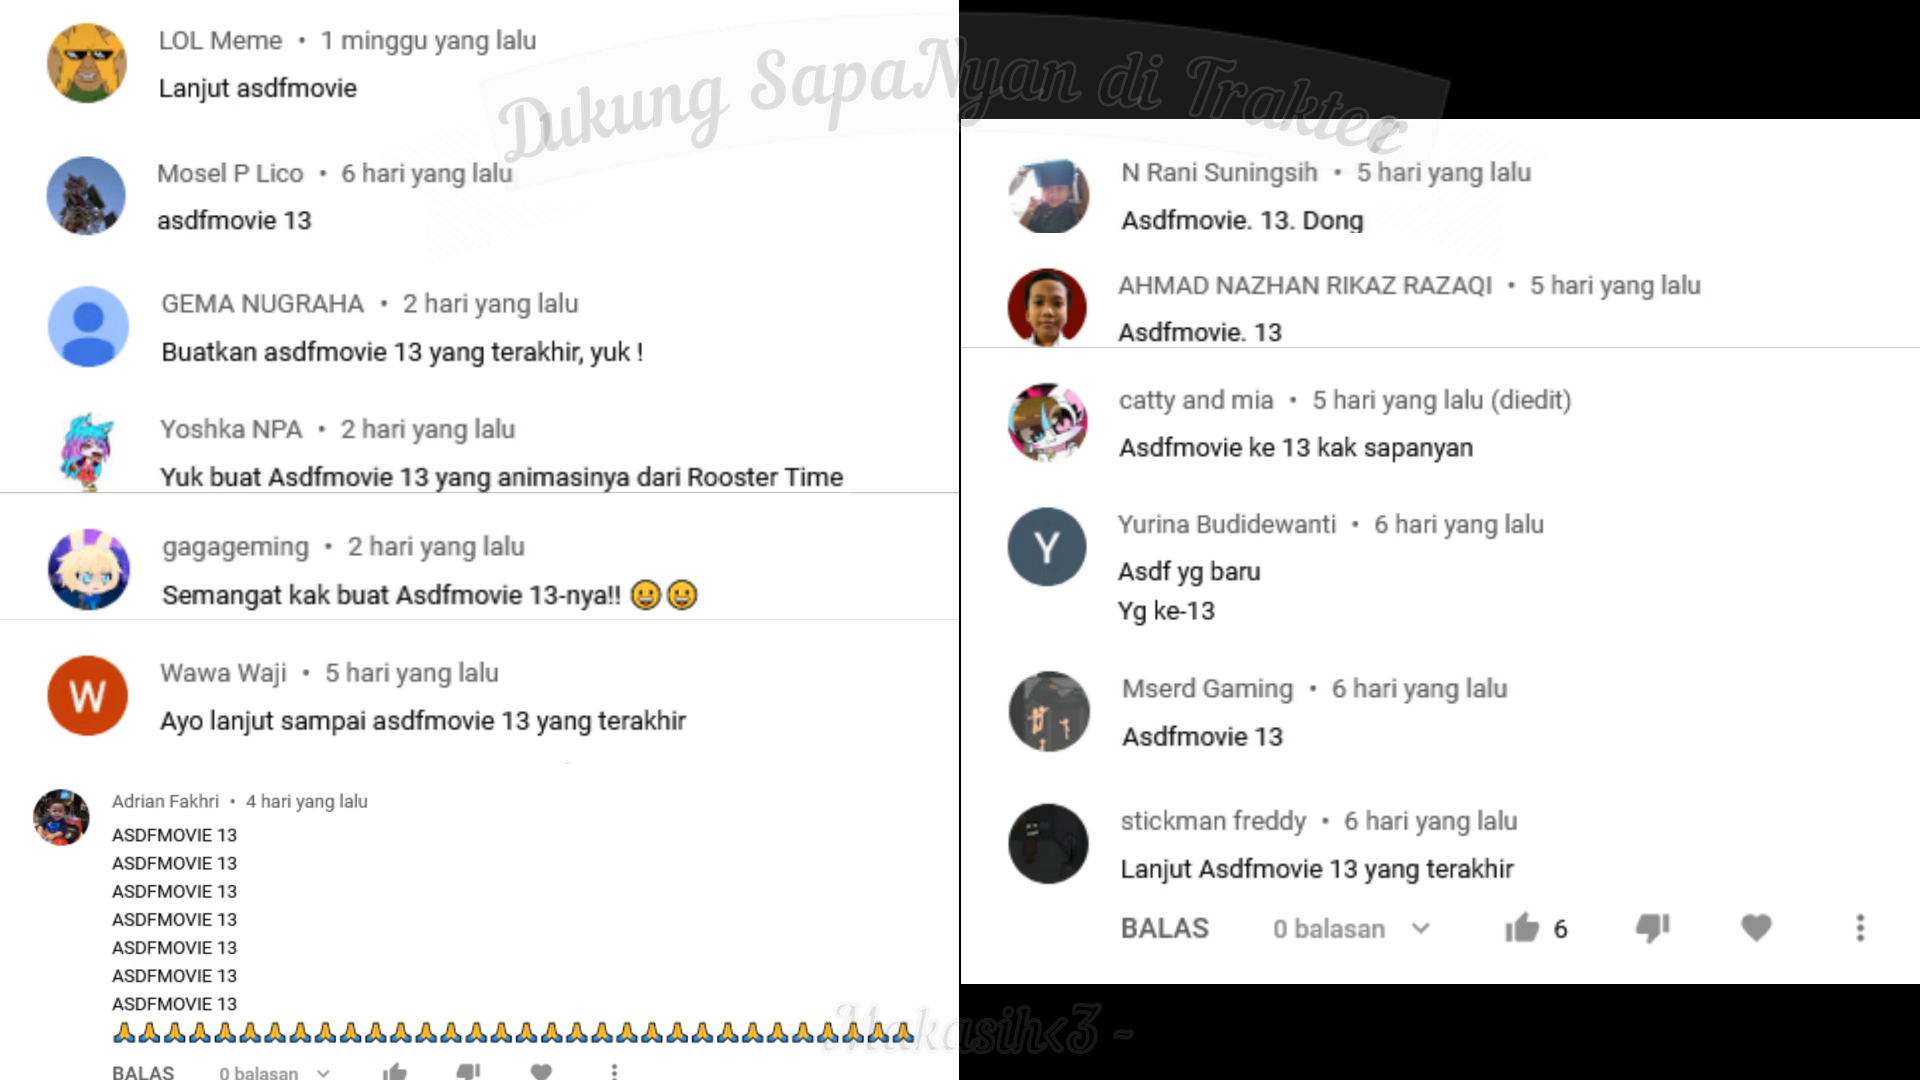 LOL Meme • 1 minggu yang lalu
Lanjut asdfmovie
Mosel P Lico • 6 hari yang lalu
asdfmovie 13
GEMA NUGRAHA • 2 hari yang lalu
Buatkan asdfmovie 13 yang terakhir, yuk !
Yoshka NPA • 2 hari yang lalu
Yuk buat Asdfmovie 13 yang animasinya dari Rooster Time
gagageming • 2 hari yang lalu
Semangat kak buat Asdfmovie 13-nya!! 😀😀
W
Wawa Waji • 5 hari yang lalu
Ayo lanjut sampai asdfmovie 13 yang terakhir
Adrian Fakhri • 4 hari yang lalu
ASDFMOVIE 13
ASDFMOVIE 13
ASDFMOVIE 13
ASDFMOVIE 13
ASDFMOVIE 13
ASDFMOVIE 13
ASDFMOVIE 13
🙏🙏🙏🙏🙏🙏🙏🙏🙏🙏🙏🙏🙏🙏🙏🙏🙏🙏🙏🙏🙏🙏🙏🙏🙏🙏🙏🙏🙏🙏🙏🙏
BALAS 0 balasan
Dukung SapaNyan di Trakteer
N Rani Suningsih • 5 hari yang lalu
Asdfmovie. 13. Dong
AHMAD NAZHAN RIKAZ RAZAQI • 5 hari yang lalu
Asdfmovie. 13
catty and mia • 5 hari yang lalu (diedit)
Asdfmovie ke 13 kak sapanyan
Y
Yurina Budidewanti • 6 hari yang lalu
Asdf yg baru
Yg ke-13
Mserd Gaming • 6 hari yang lalu
Asdfmovie 13
stickman freddy • 6 hari yang lalu
Lanjut Asdfmovie 13 yang terakhir
BALAS 0 balasan 6
~ Makasih<3 ~